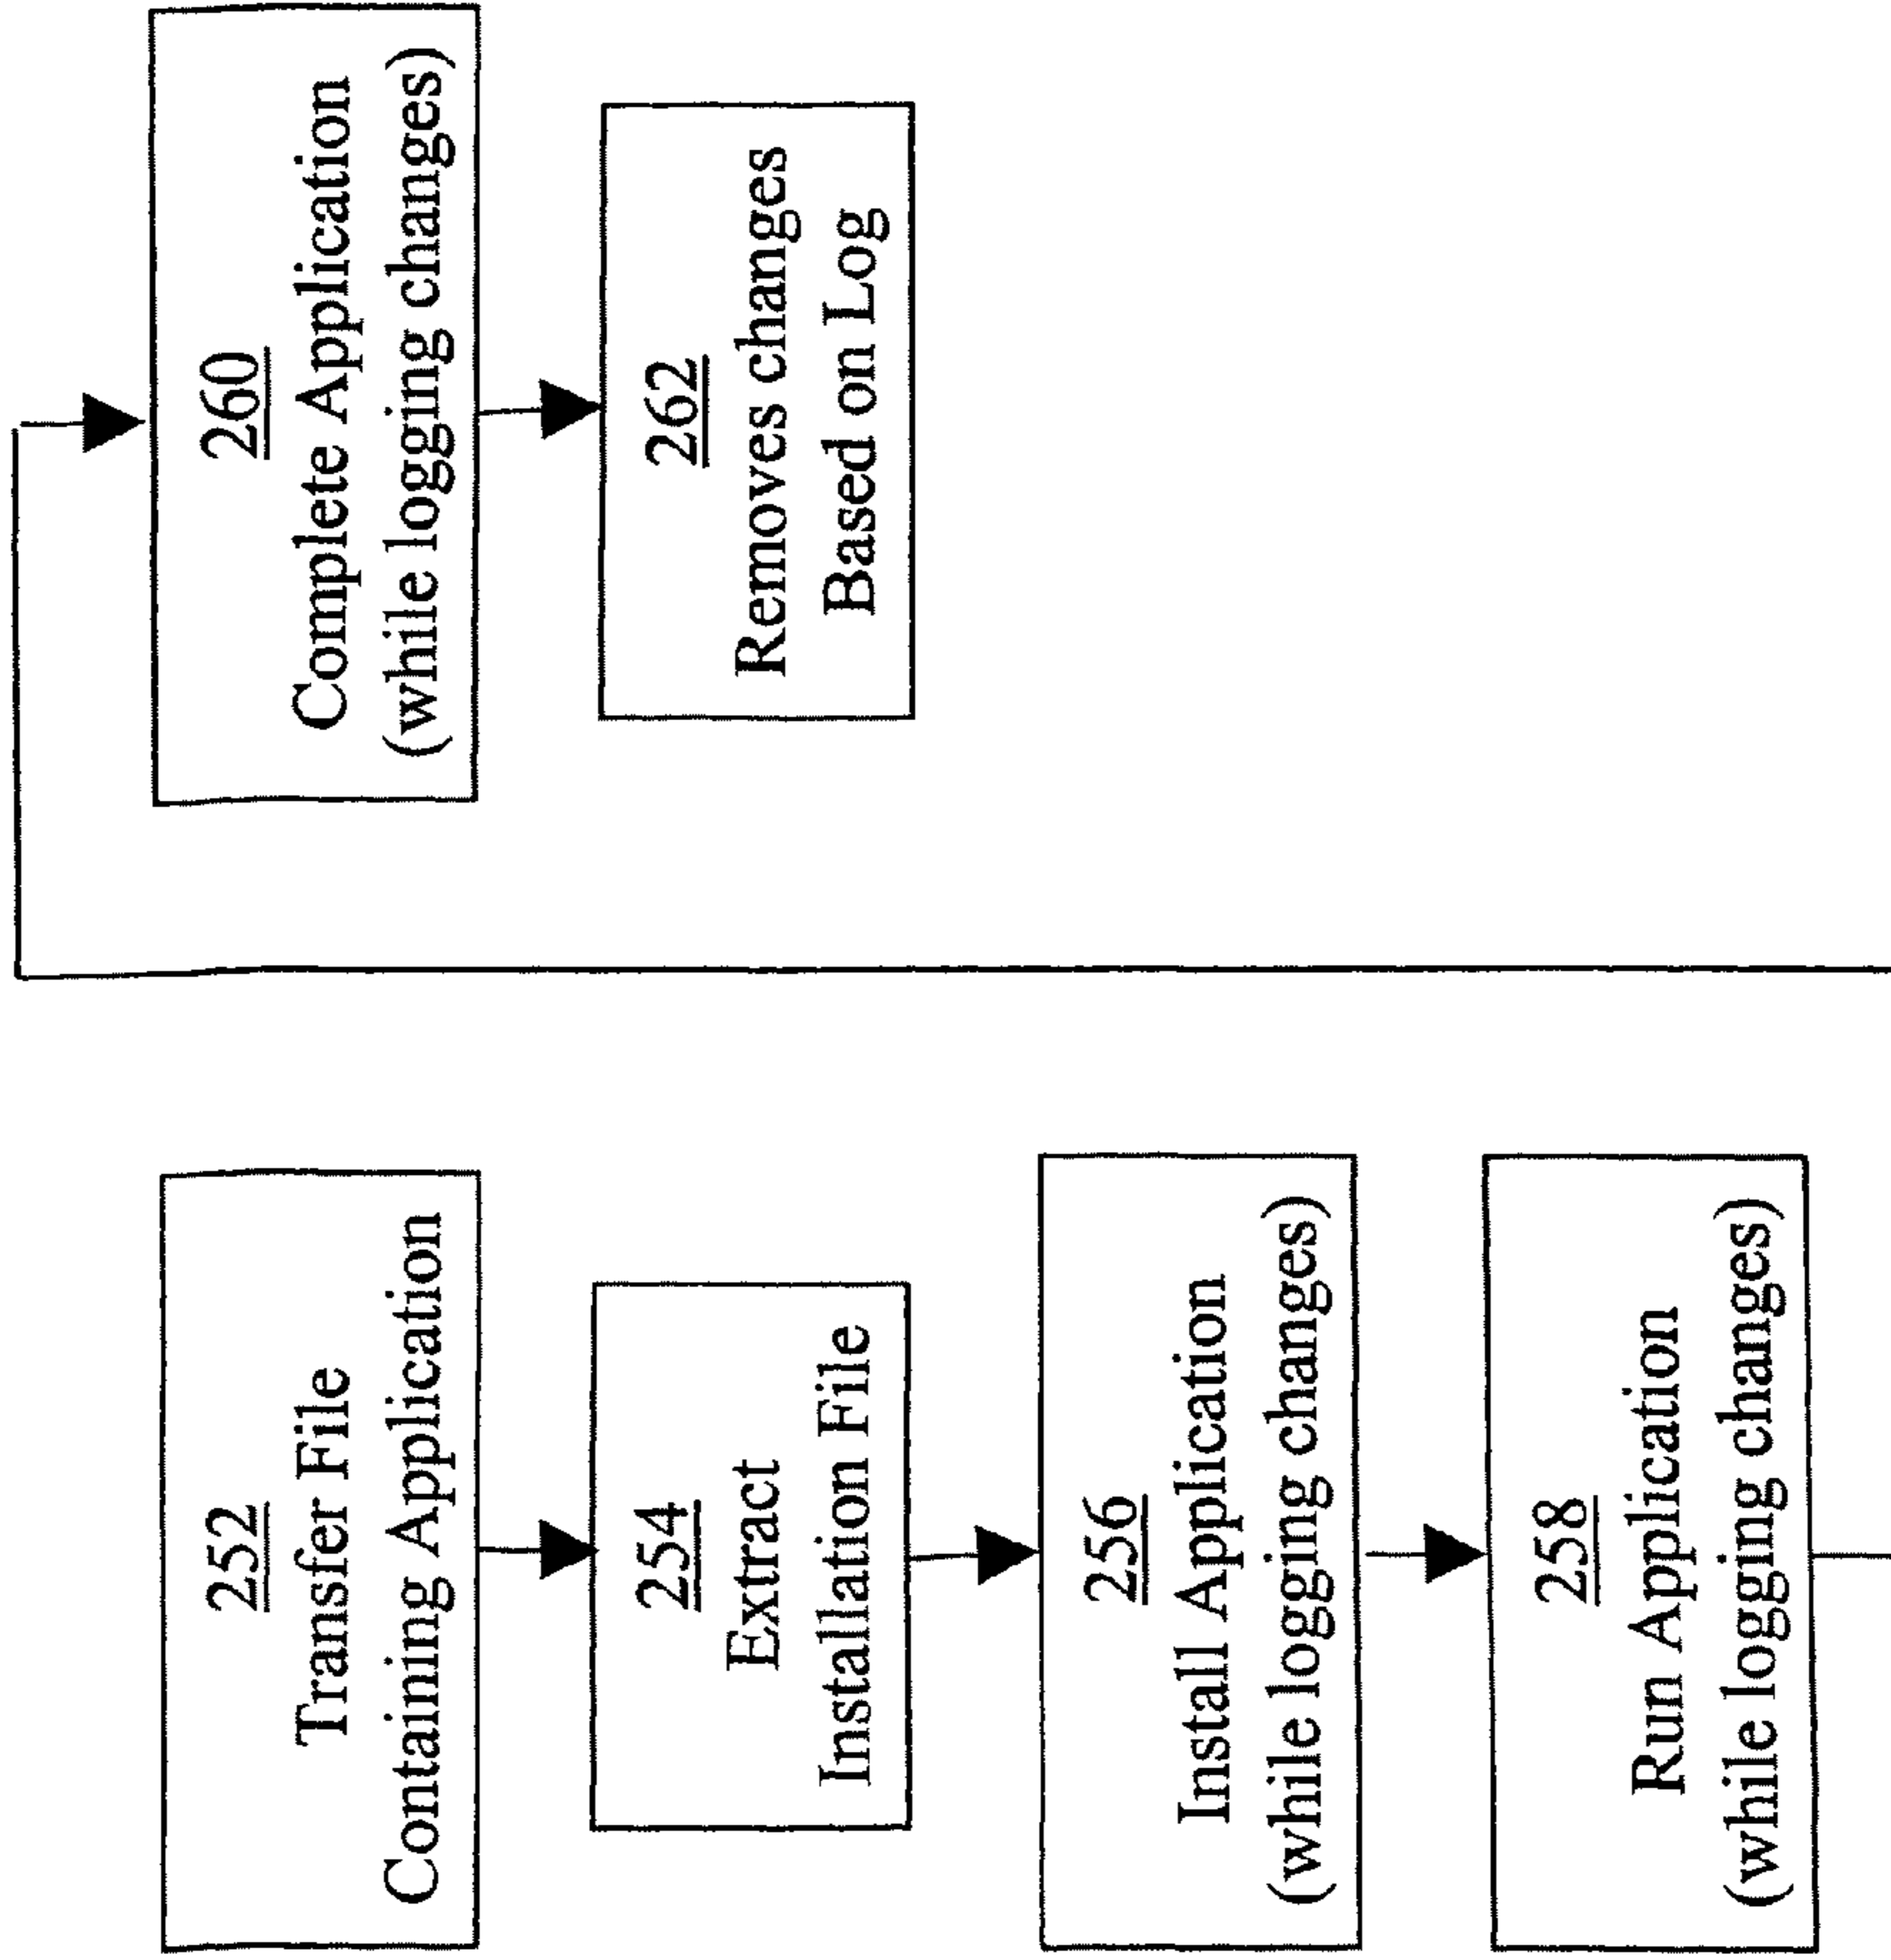 252
Transfer File
Containing Application
254
Extract
Installation File
256
Install Application
(while logging changes)
258
Run Application
(while logging changes)
260
Complete Application
(while logging changes)
262
Removes changes
Based on Log